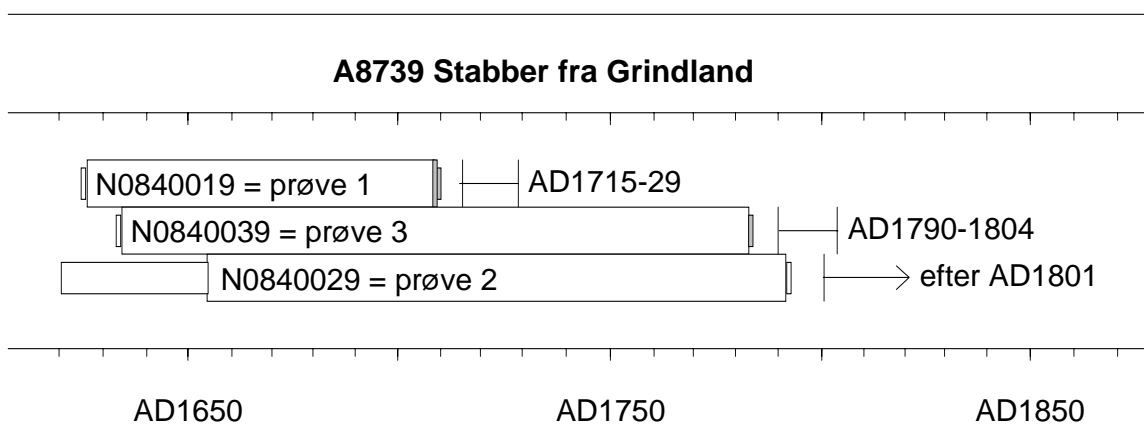 A8739 Stabber fra Grindland
N0840019 = prøve 1 AD1715-29
N0840039 = prøve 3 AD1790-1804
N0840029 = prøve 2 efter AD1801
AD1650 AD1750 AD1850